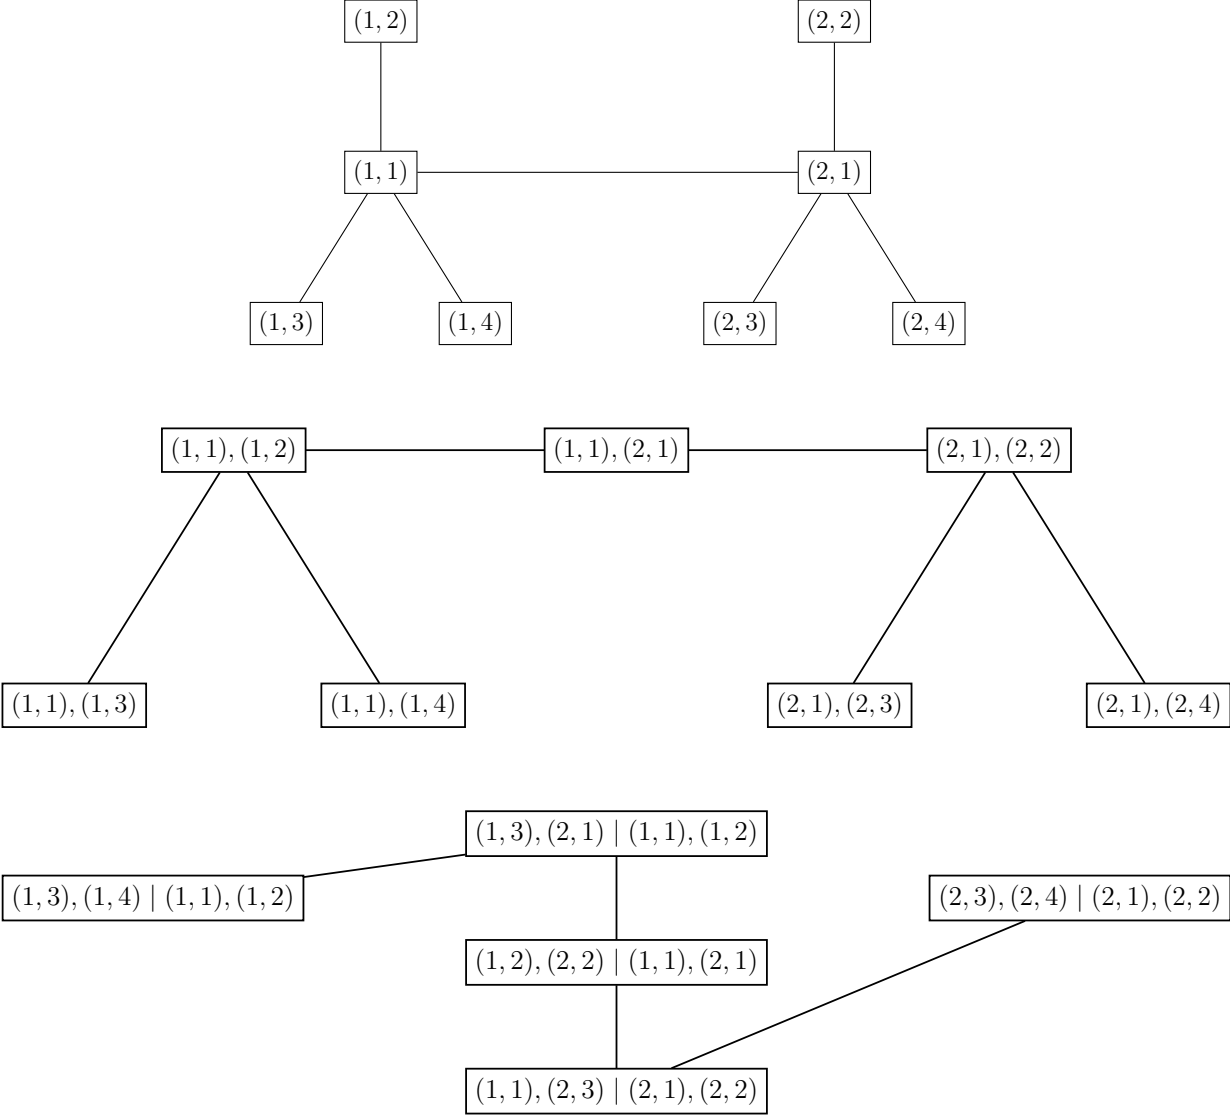 (1, 2) (2, 2)
(1, 1) (2, 1)
(1, 3) (1, 4) (2, 3) (2, 4)
(1, 1), (1, 2) (1, 1), (2, 1) (2, 1), (2, 2)
(1, 1), (1, 3) (1, 1), (1, 4) (2, 1), (2, 3) (2, 1), (2, 4)
(1, 3), (2, 1) | (1, 1), (1, 2)
(1, 3), (1, 4) | (1, 1), (1, 2) (2, 3), (2, 4) | (2, 1), (2, 2)
(1, 2), (2, 2) | (1, 1), (2, 1)
(1, 1), (2, 3) | (2, 1), (2, 2)